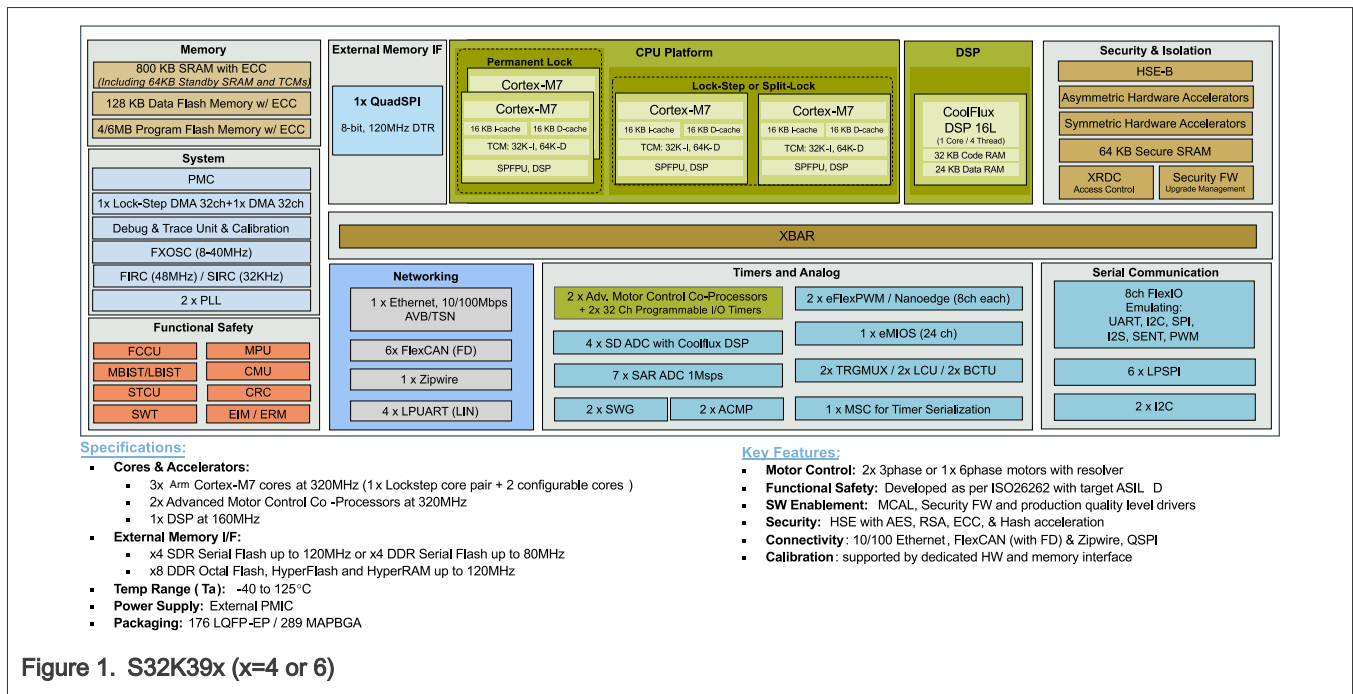 Memory
800 KB SRAM with ECC
(Including 64KB Standby SRAM and TCMs)
128 KB Data Flash Memory w/ ECC
4/6MB Program Flash Memory w/ ECC
System
PMC
1x Lock-Step DMA 32ch+1x DMA 32ch
Debug & Trace Unit & Calibration
FXOSC (8-40MHz)
FIRC (48MHz) / SIRC (32KHz)
2 x PLL
Functional Safety
FCCU
MPU
MBIST/LBIST
CMU
STCU
CRC
SWT
EIM / ERM
External Memory IF
1x QuadSPI
8-bit, 120MHz DTR
CPU Platform
Permanent Lock
Cortex-M7
Cortex-M7
16 KB I-cache
16 KB D-cache
TCM: 32K-I, 64K-D
SPFPU, DSP
Lock-Step or Split-Lock
Cortex-M7
16 KB I-cache
16 KB D-cache
TCM: 32K-I, 64K-D
SPFPU, DSP
Cortex-M7
16 KB I-cache
16 KB D-cache
TCM: 32K-I, 64K-D
SPFPU, DSP
DSP
CoolFlux
DSP 16L
(1 Core / 4 Thread)
32 KB Code RAM
24 KB Data RAM
Security & Isolation
HSE-B
Asymmetric Hardware Accelerators
Symmetric Hardware Accelerators
64 KB Secure SRAM
XRDC
Access Control
Security FW
Upgrade Management
XBAR
Networking
1 x Ethernet, 10/100Mbps
AVB/TSN
6x FlexCAN (FD)
1 x Zipwire
4 x LPUART (LIN)
Timers and Analog
2 x Adv. Motor Control Co-Processors
+ 2x 32 Ch Programmable I/O Timers
4 x SD ADC with Coolflux DSP
7 x SAR ADC 1Msps
2 x SWG
2 x ACMP
2 x eFlexPWM / Nanoedge (8ch each)
1 x eMIOS (24 ch)
2x TRGMUX / 2x LCU / 2x BCTU
1 x MSC for Timer Serialization
Serial Communication
8ch FlexIO
Emulating:
UART, I2C, SPI,
I2S, SENT, PWM
6 x LPSPI
2 x I2C
Specifications:
▪ Cores & Accelerators:
▪ 3x Arm Cortex-M7 cores at 320MHz (1x Lockstep core pair + 2 configurable cores )
▪ 2x Advanced Motor Control Co -Processors at 320MHz
▪ 1x DSP at 160MHz
▪ External Memory I/F:
▪ x4 SDR Serial Flash up to 120MHz or x4 DDR Serial Flash up to 80MHz
▪ x8 DDR Octal Flash, HyperFlash and HyperRAM up to 120MHz
▪ Temp Range ( Ta): -40 to 125°C
▪ Power Supply: External PMIC
▪ Packaging: 176 LQFP-EP / 289 MAPBGA
Key Features:
▪ Motor Control: 2x 3phase or 1x 6phase motors with resolver
▪ Functional Safety: Developed as per ISO26262 with target ASIL D
▪ SW Enablement: MCAL, Security FW and production quality level drivers
▪ Security: HSE with AES, RSA, ECC, & Hash acceleration
▪ Connectivity: 10/100 Ethernet, FlexCAN (with FD) & Zipwire, QSPI
▪ Calibration: supported by dedicated HW and memory interface
Figure 1. S32K39x (x=4 or 6)